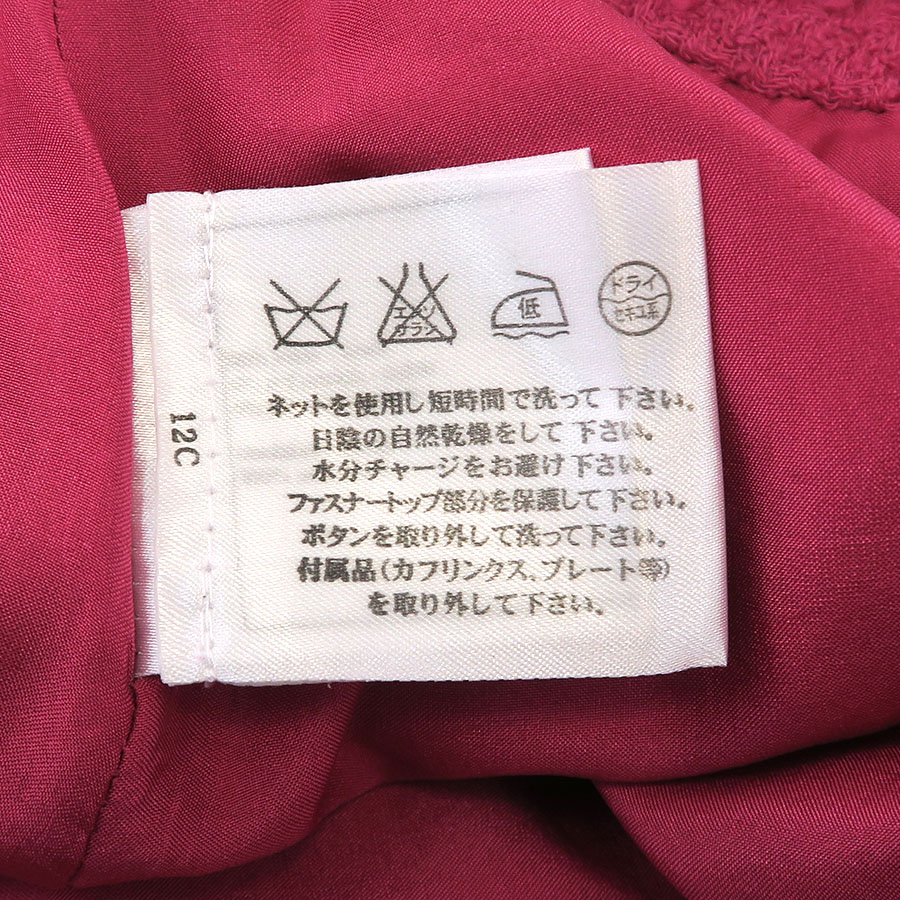 エンソ
サラシ
低
ドライ
セキユ系
ネットを使用し短時間で洗って下さい。
日陰の自然乾燥をして下さい。
水分チャージをお避け下さい。
ファスナートップ部分を保護して下さい。
ボタンを取り外して洗って下さい。
付属品(カフリンクス、プレート等)
を取り外して下さい。
12C